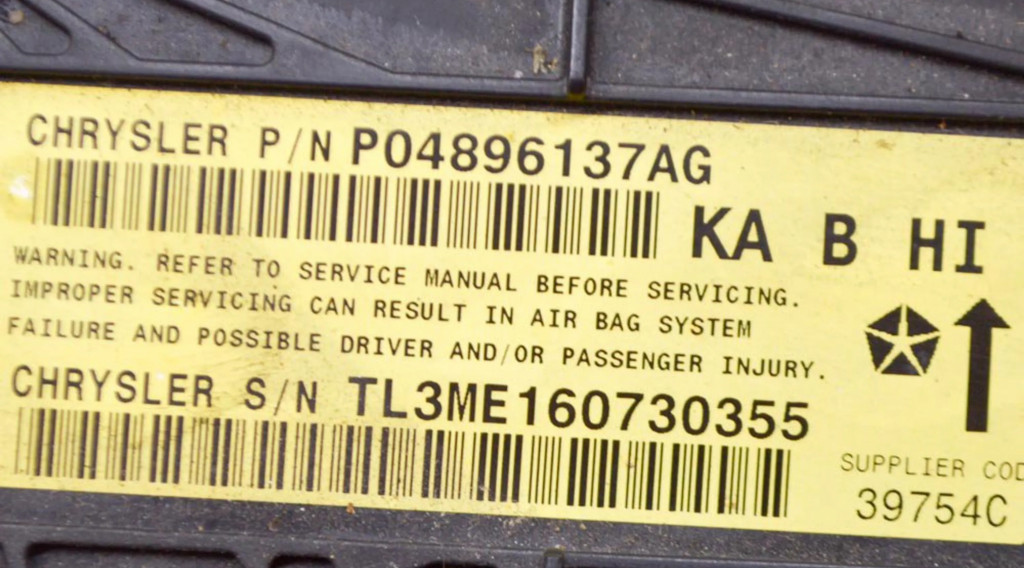 CHRYSLER P/N P04896137AG
KA B HI
WARNING. REFER TO SERVICE MANUAL BEFORE SERVICING.
IMPROPER SERVICING CAN RESULT IN AIR BAG SYSTEM
FAILURE AND POSSIBLE DRIVER AND/OR PASSENGER INJURY.
CHRYSLER S/N TL3ME160730355
SUPPLIER COD
39754C